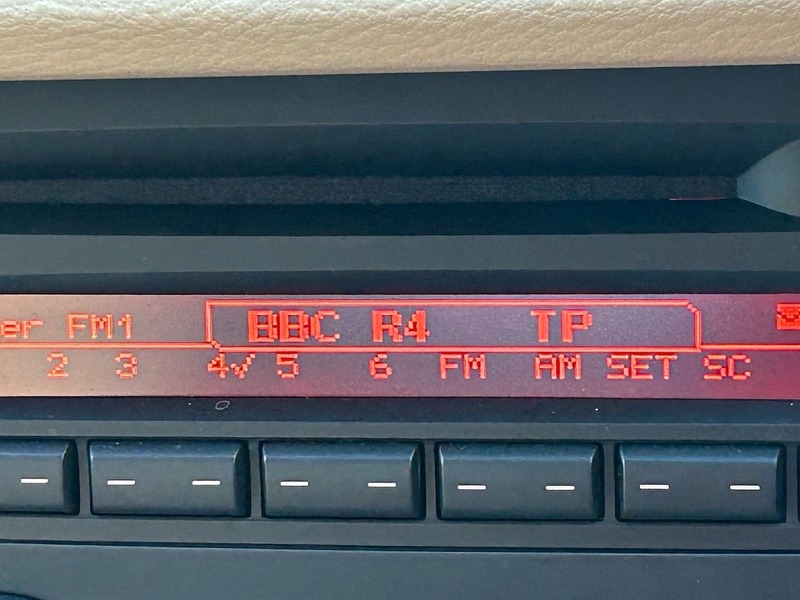 er FM1 BBC R4 TP
2 3 4√ 5 6 FM AM SET SC